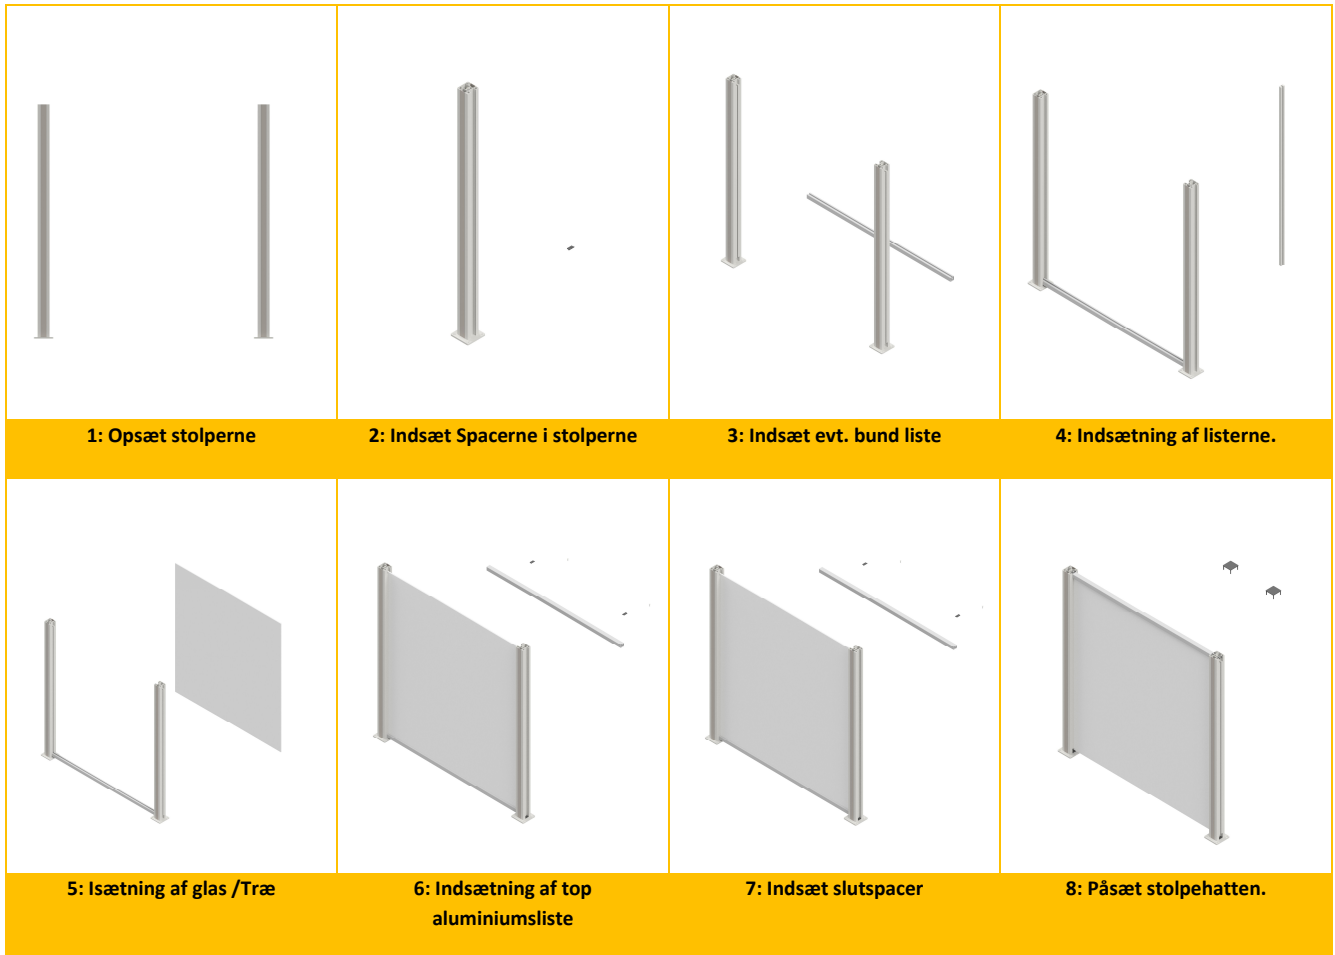 1: Opsæt stolperne
2: Indsæt Spacerne i stolperne
3: Indsæt evt. bund liste
4: Indsætning af listerne.
5: Isætning af glas /Træ
6: Indsætning af top
aluminiumsliste
7: Indsæt slutspacer
8: Påsæt stolpehatten.